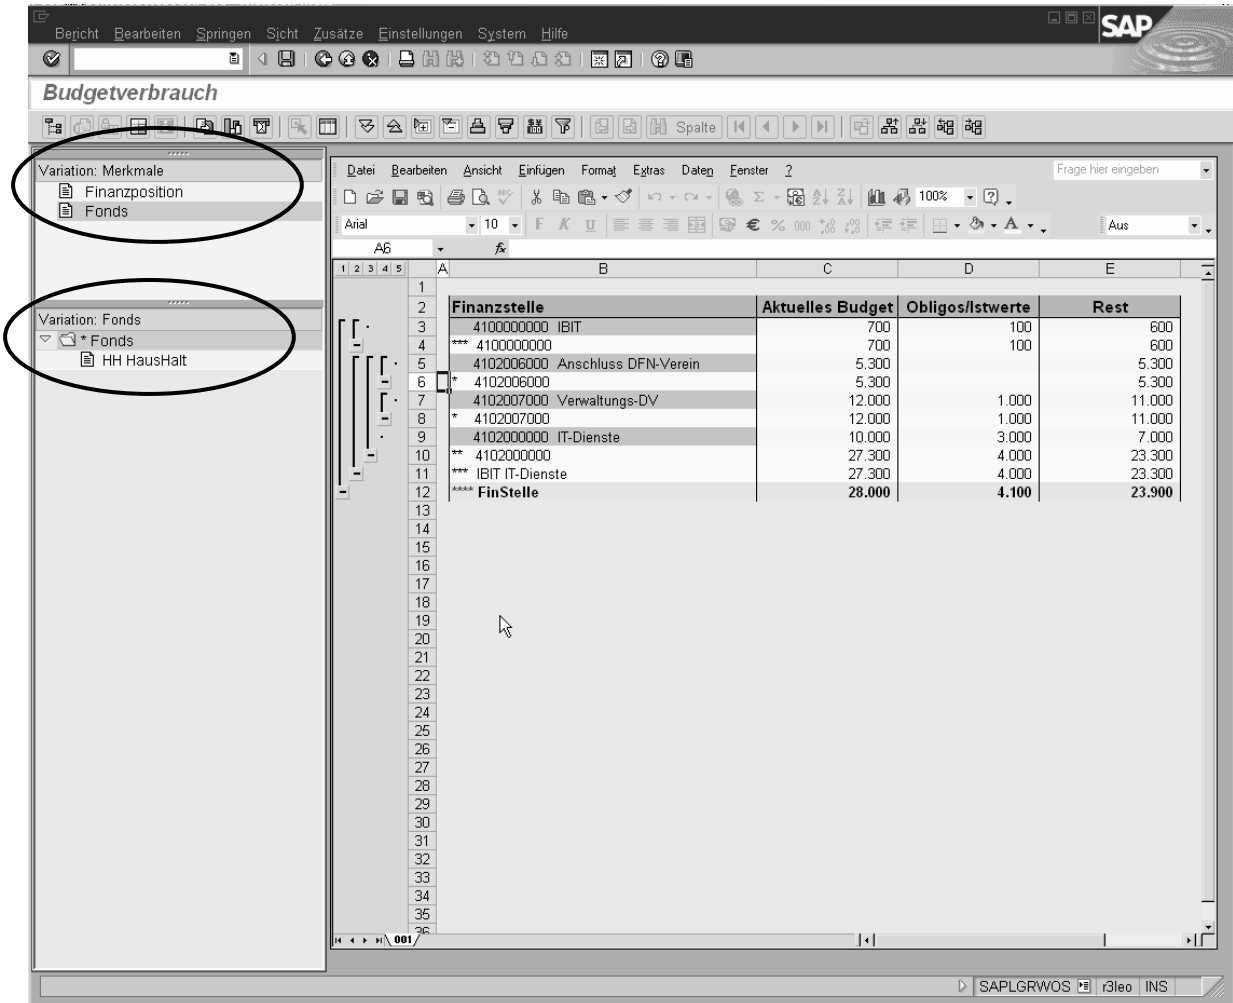 Bericht Bearbeiten Springen Sicht Zusätze Einstellungen System Hilfe
SAP
Budgetverbrauch
Spalte
Variation: Merkmale
Finanzposition
Fonds
Variation: Fonds
* Fonds
HH HausHalt
Datei Bearbeiten Ansicht Einfügen Format Extras Daten Fenster ? Frage hier eingeben
100%
Arial 10 F K U € % 000 Aus
A6 fx
1 2 3 4 5 A B C D E
1
2 Finanzstelle Aktuelles Budget Obligos/Istwerte Rest
3 4100000000 IBIT 700 100 600
4 *** 4100000000 700 100 600
5 4102006000 Anschluss DFN-Verein 5.300 5.300
6 * 4102006000 5.300 5.300
7 4102007000 Verwaltungs-DV 12.000 1.000 11.000
8 * 4102007000 12.000 1.000 11.000
9 4102000000 IT-Dienste 10.000 3.000 7.000
10 ** 4102000000 27.300 4.000 23.300
11 *** IBIT IT-Dienste 27.300 4.000 23.300
12 **** FinStelle 28.000 4.100 23.900
13
14
15
16
17
18
19
20
21
22
23
24
25
26
27
28
29
30
31
32
33
34
35
36
001
SAPLGRWOS r3leo INS